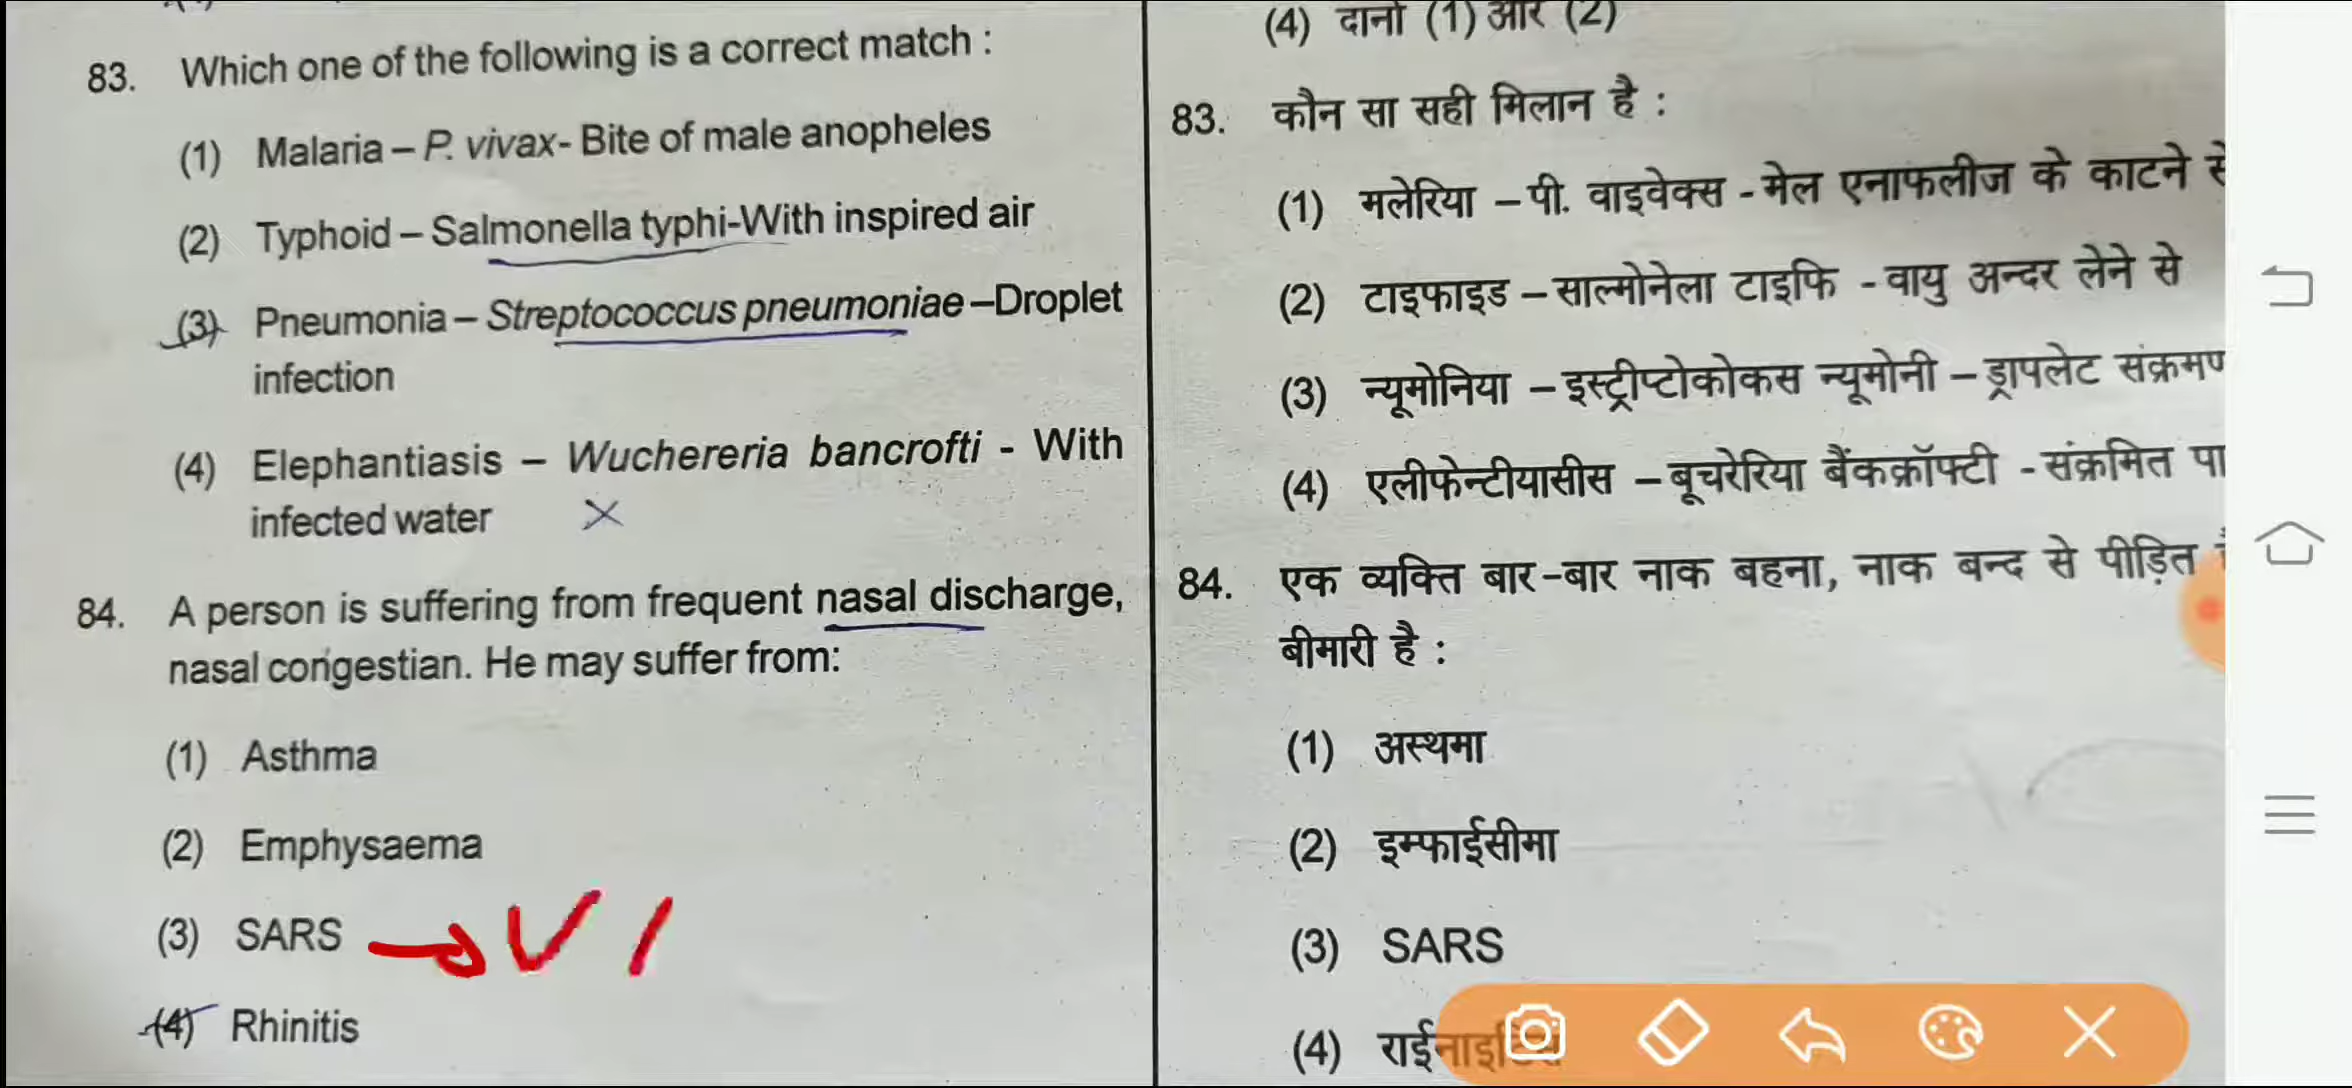 83. Which one of the following is a correct match :
(1) Malaria – P. vivax- Bite of male anopheles
(2) Typhoid – Salmonella typhi-With inspired air
(3) Pneumonia – Streptococcus pneumoniae –Droplet
infection
(4) Elephantiasis – Wuchereria bancrofti - With
infected water
84. A person is suffering from frequent nasal discharge,
nasal congestian. He may suffer from:
(1) Asthma
(2) Emphysaema
(3) SARS
(4) Rhinitis
(4) दानों (1) और (2)
83. कौन सा सही मिलान है :
(1) मलेरिया – पी. वाइवेक्स - मेल एनाफलीज के काटने से
(2) टाइफाइड – साल्मोनेला टाइफि - वायु अन्दर लेने से
(3) न्यूमोनिया – इस्ट्रीप्टोकोकस न्यूमोनी – ड्रापलेट संक्रमण
(4) एलीफेन्टीयासीस – बूचरेरिया बैंकक्रॉफ्टी - संक्रमित
84. एक व्यक्ति बार-बार नाक बहना, नाक बन्द से पीड़ित
बीमारी है :
(1) अस्थमा
(2) इम्फाईसीमा
(3) SARS
(4)